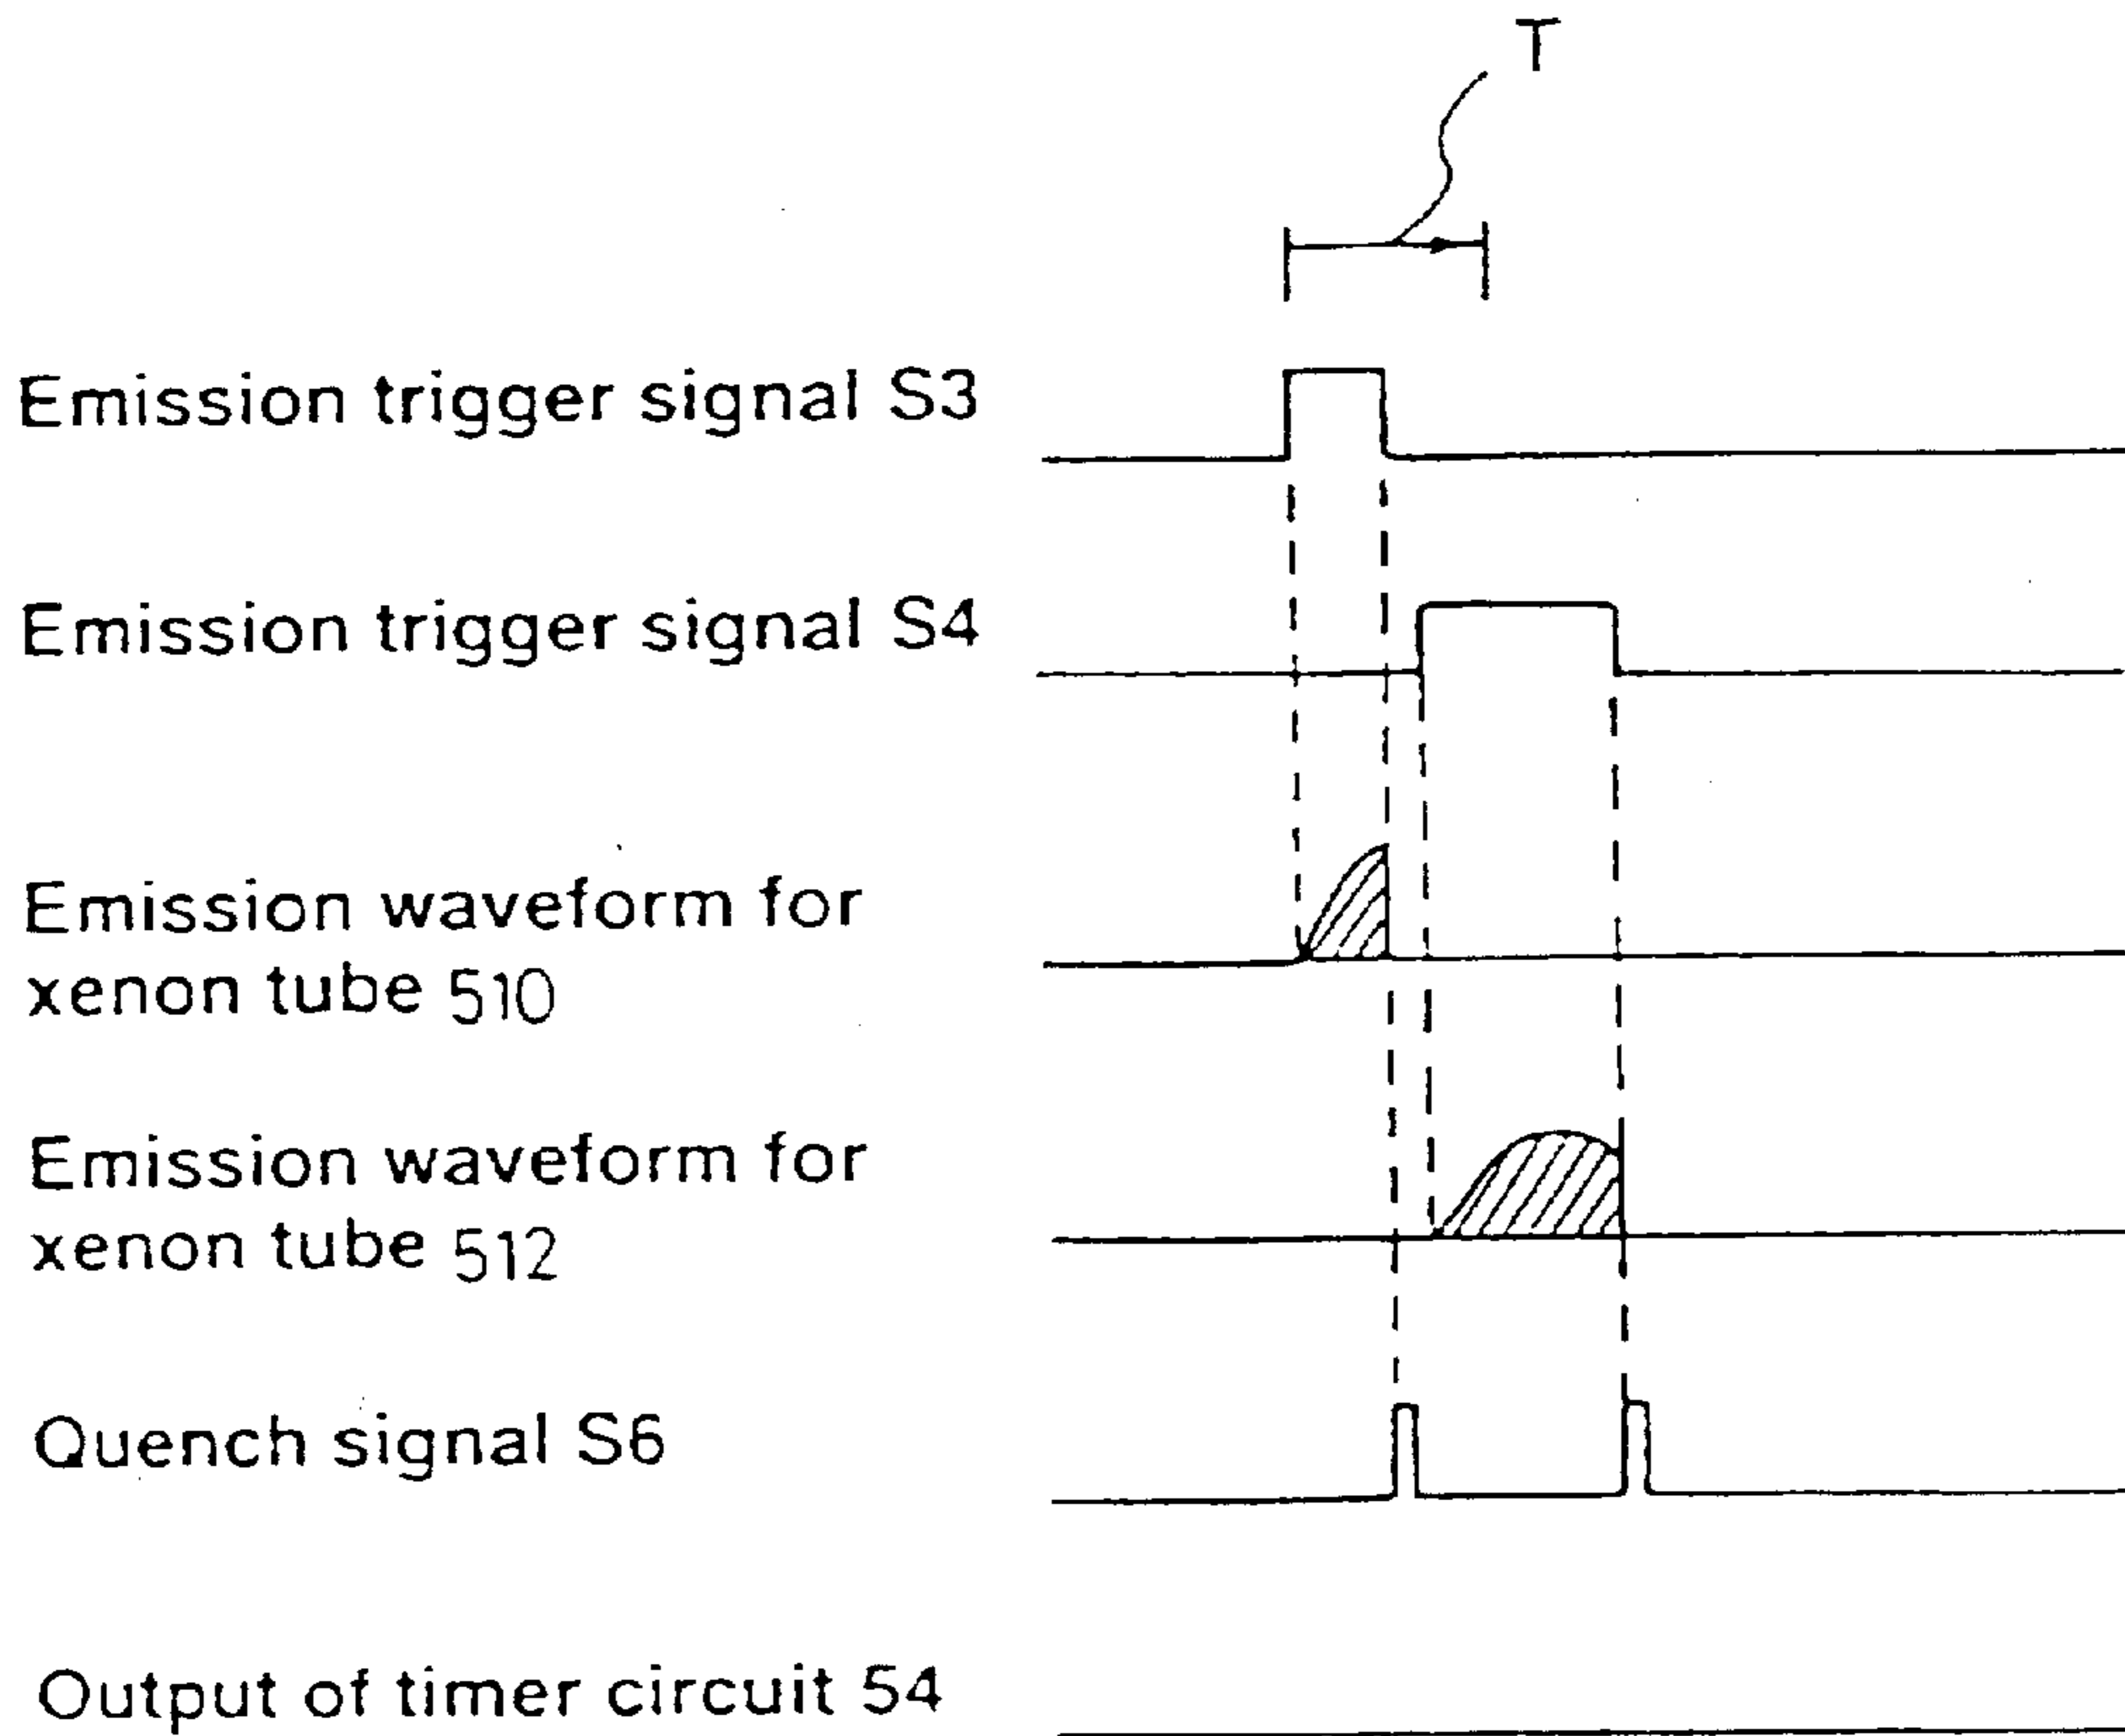 T
Emission trigger signal S3
Emission trigger signal S4
Emission waveform for
xenon tube 510
Emission waveform for
xenon tube 512
Quench signal S6
Output of timer circuit 54